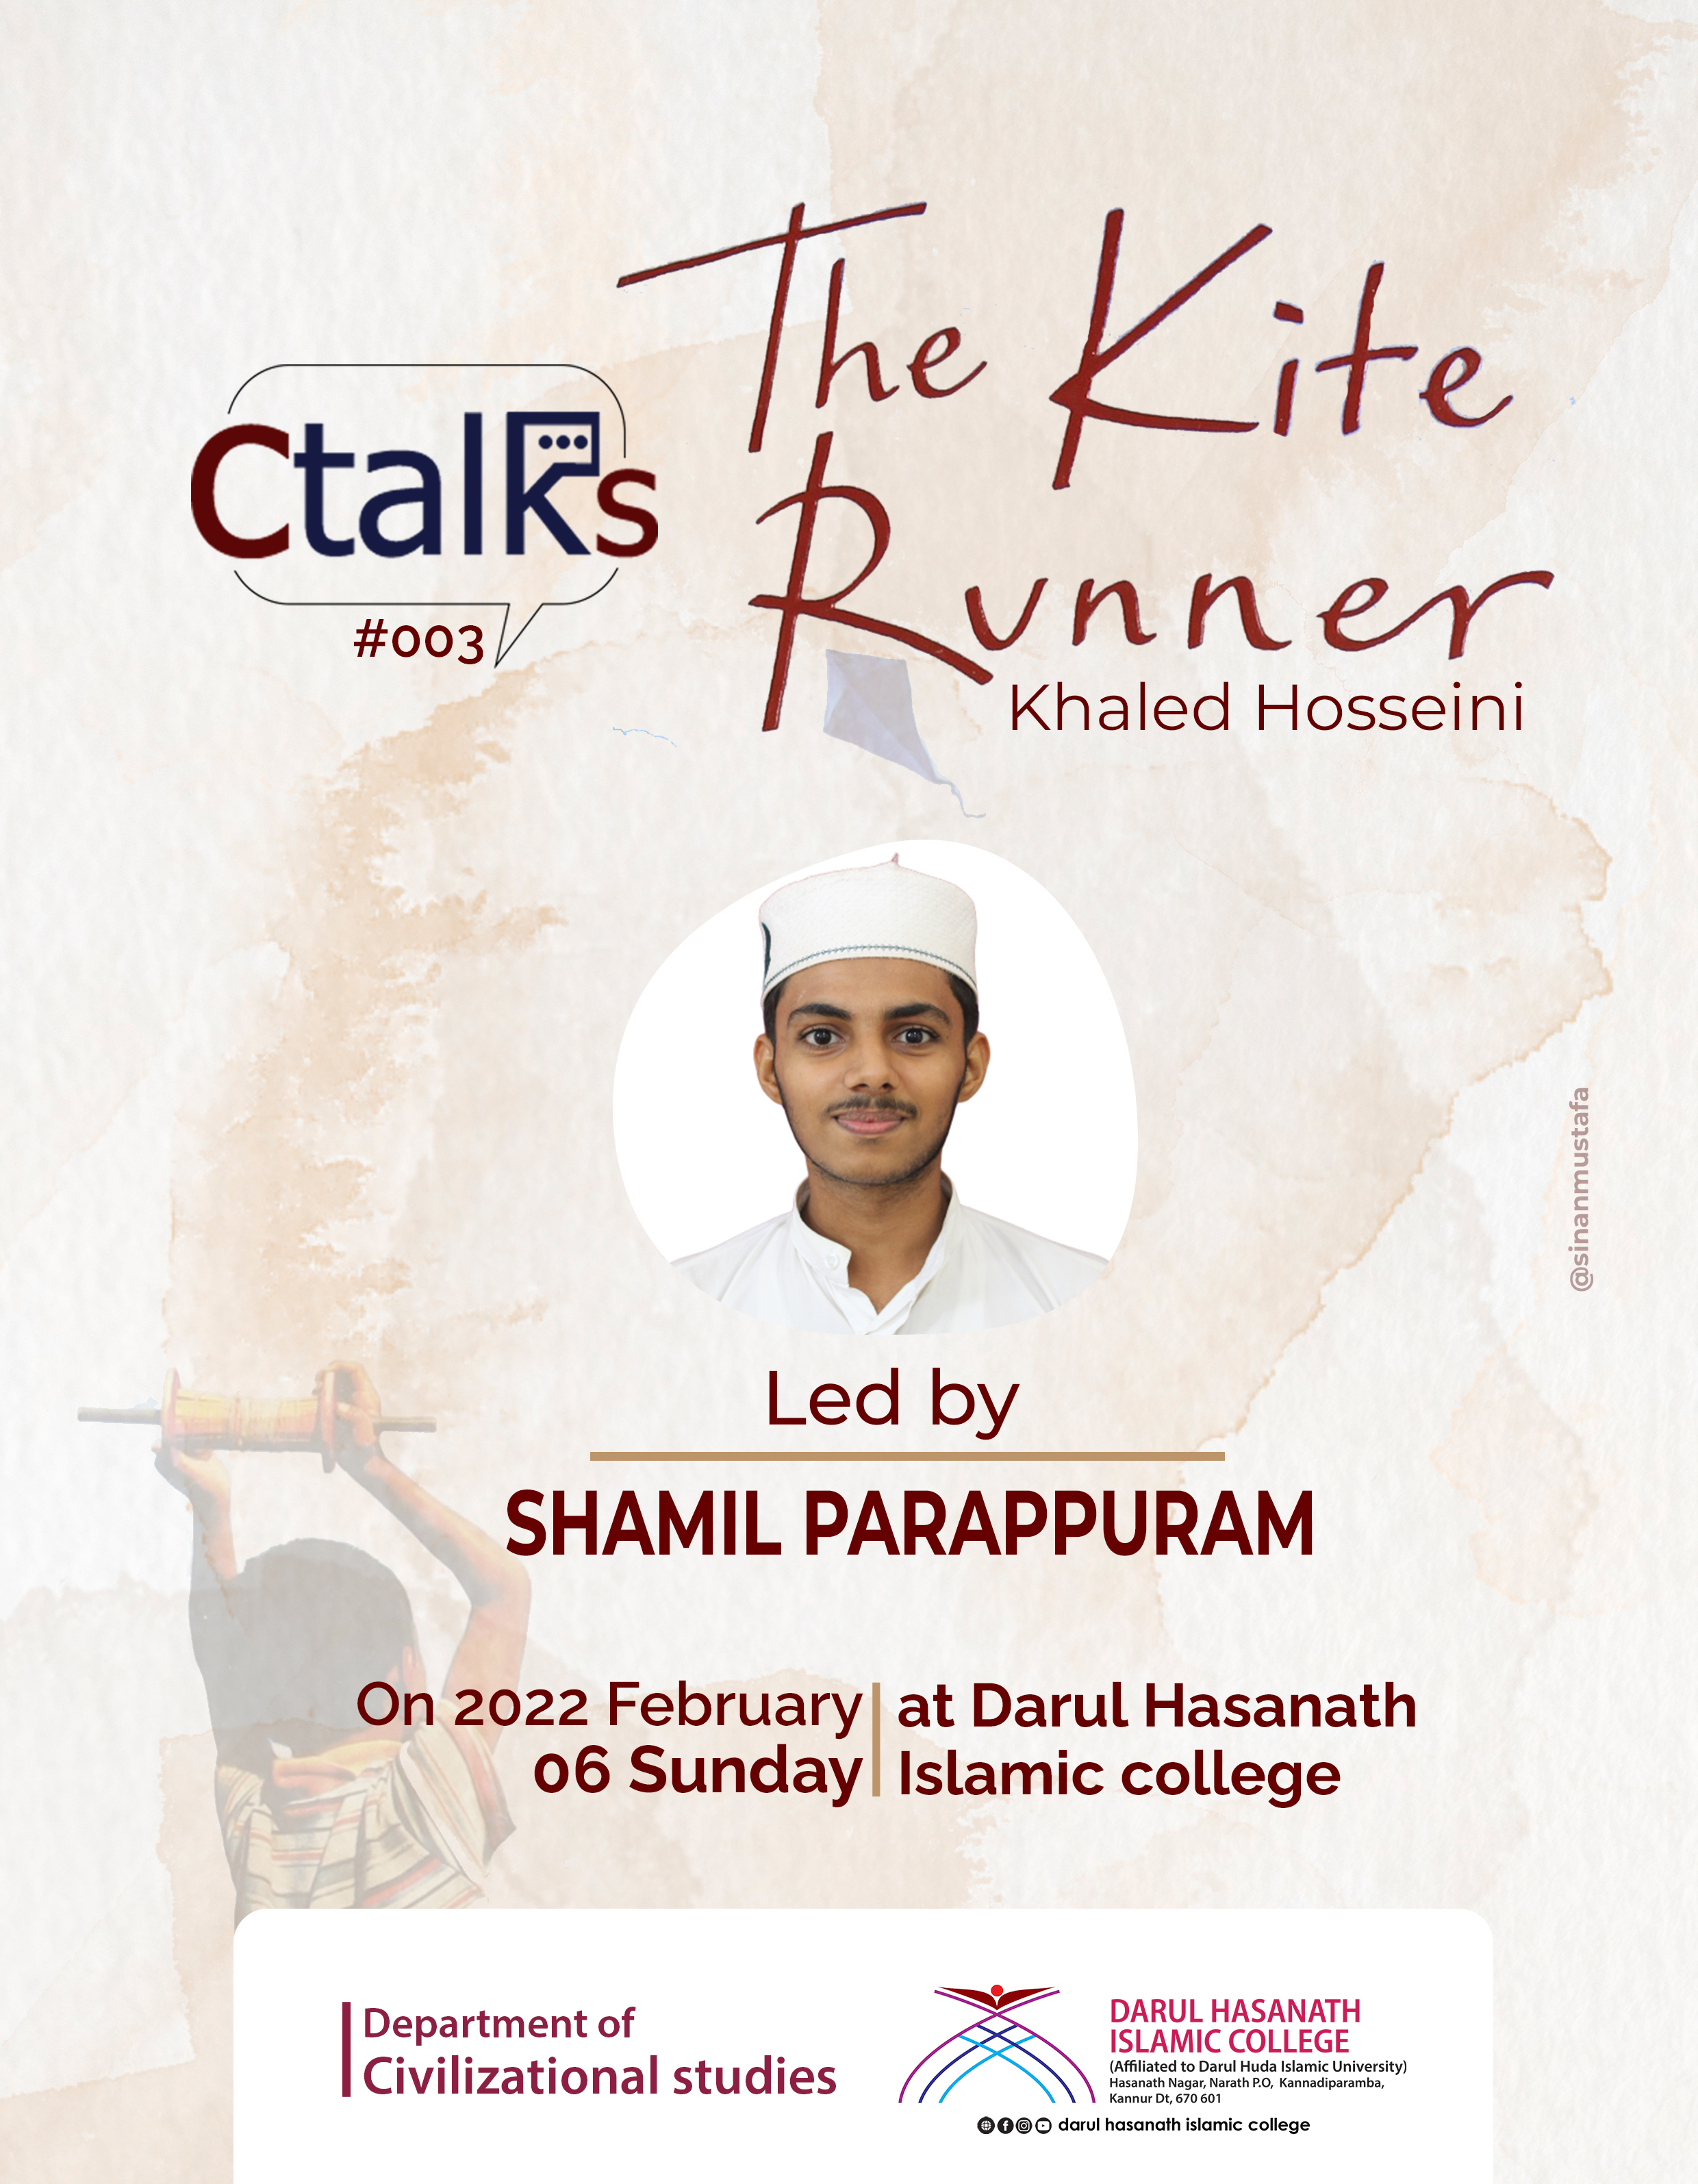 The Kite
Runner
Khaled Hosseini
Ctalks
#003
@sinanmustafa
Led by
SHAMIL PARAPPURAM
On 2022 February
06 Sunday
at Darul Hasanath
Islamic college
Department of
Civilizational studies
DARUL HASANATH
ISLAMIC COLLEGE
(Affiliated to Darul Huda Islamic University)
Hasanath Nagar, Narath P.O, Kannadiparamba,
Kannur Dt, 670 601
darul hasanath islamic college